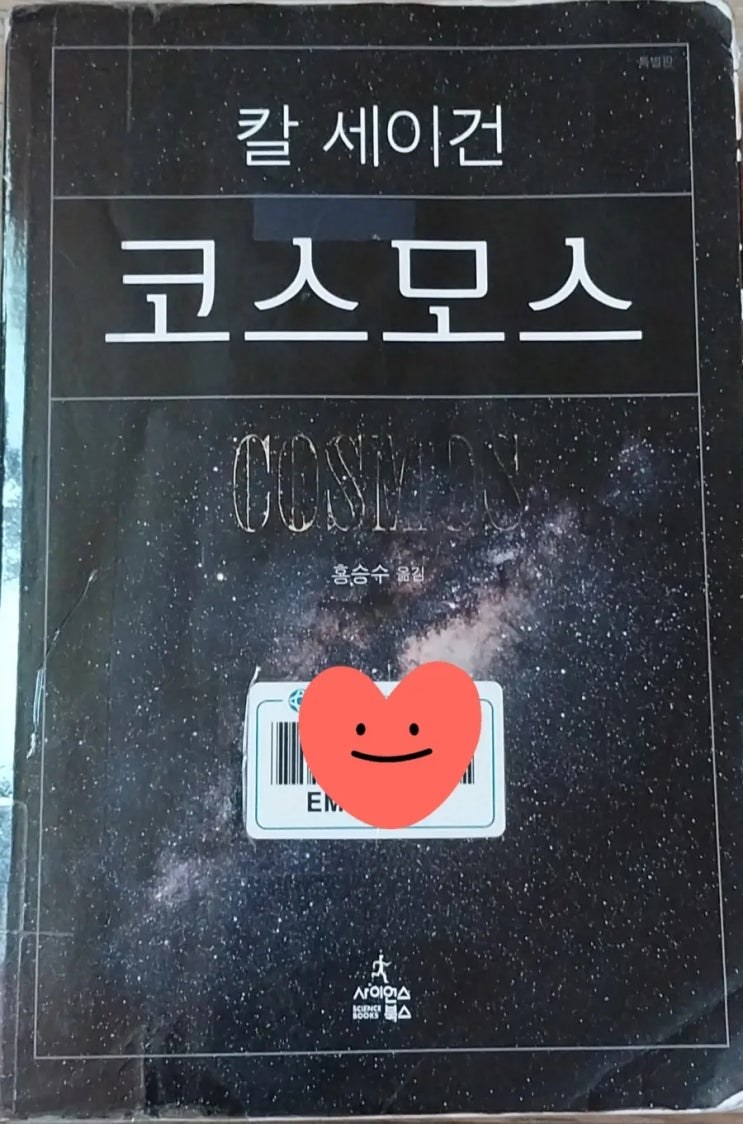 특별판
칼 세이건
코스모스
COSMOS
홍승수 옮김
EM
사이언스
SCIENCE
BOOKS 북스